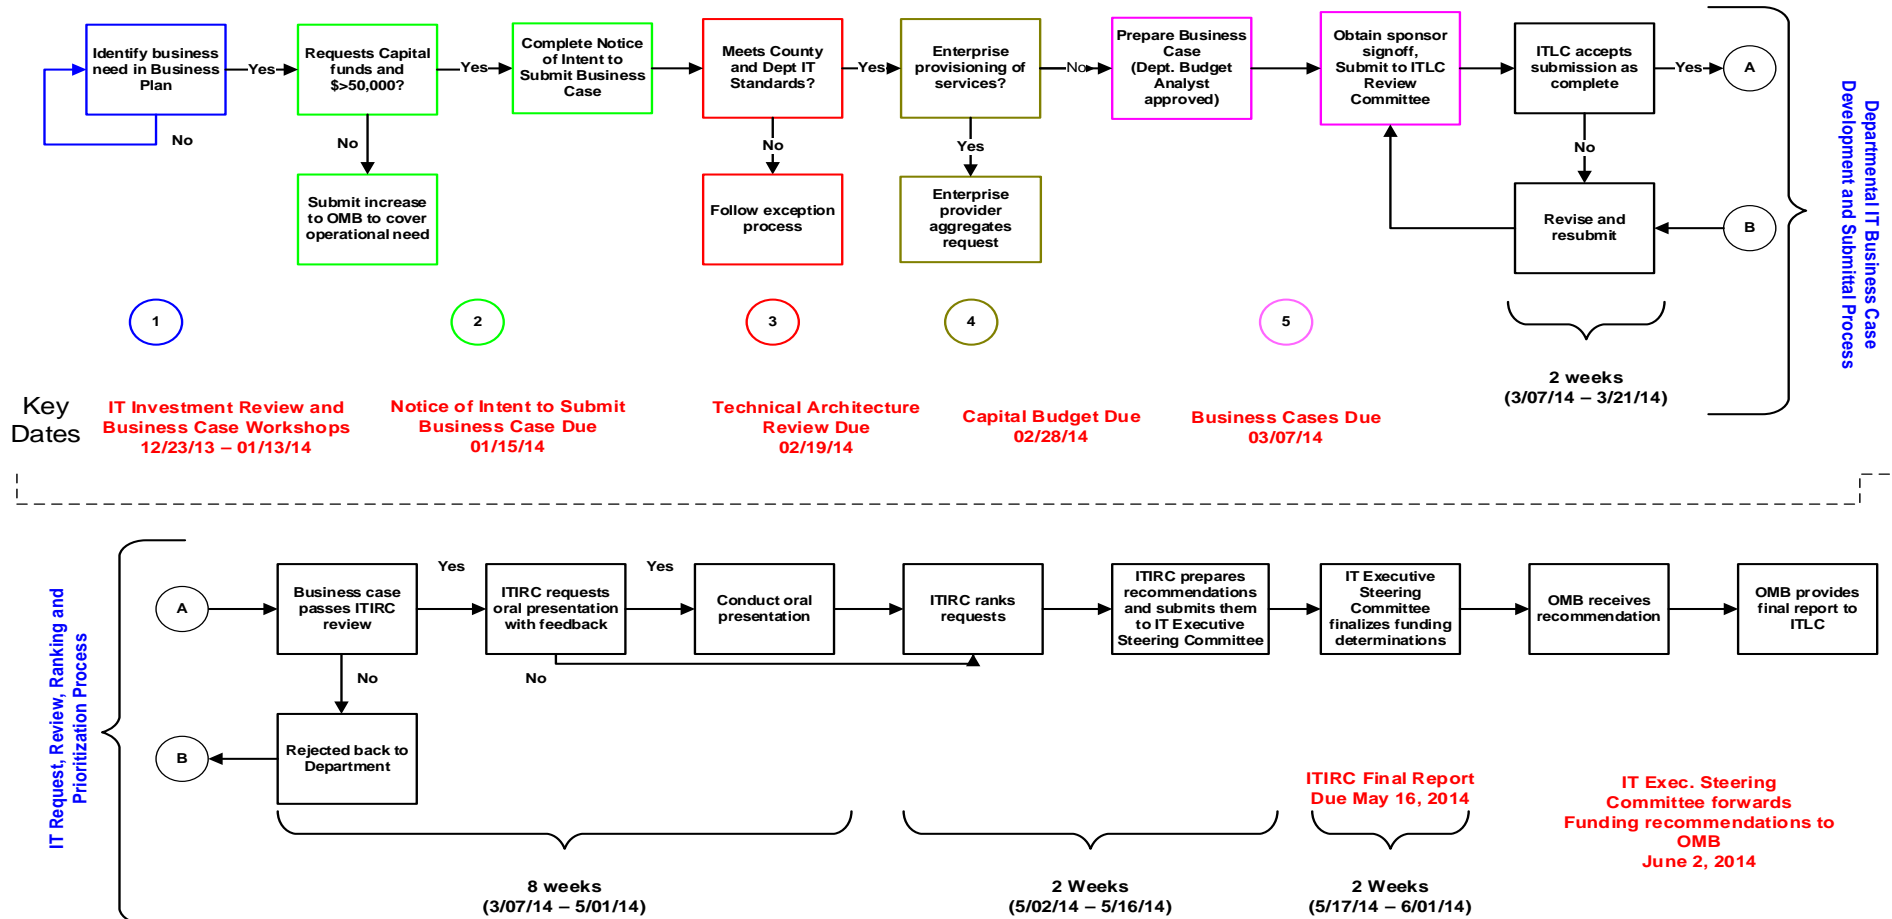 Identify business
need in Business
Plan
Yes
No
Requests Capital
funds and
$>50,000?
Yes
No
Submit increase
to OMB to cover
operational need
Complete Notice
of Intent to
Submit Business
Case
Meets County
and Dept IT
Standards?
Yes
No
Follow exception
process
Enterprise
provisioning of
services?
No
Yes
Enterprise
provider
aggregates
request
Prepare Business
Case
(Dept. Budget
Analyst
approved)
Obtain sponsor
signoff,
Submit to ITLC
Review
Committee
ITLC accepts
submission as
complete
Yes
A
No
Revise and
resubmit
B
Departmental IT Business Case
Development and Submittal Process
1
2
3
4
5
2 weeks
(3/07/14 – 3/21/14)
Key
Dates
IT Investment Review and
Business Case Workshops
12/23/13 – 01/13/14
Notice of Intent to Submit
Business Case Due
01/15/14
Technical Architecture
Review Due
02/19/14
Capital Budget Due
02/28/14
Business Cases Due
03/07/14
IT Request, Review, Ranking and
Prioritization Process
A
Business case
passes ITIRC
review
Yes
No
ITIRC requests
oral presentation
with feedback
Yes
No
Conduct oral
presentation
ITIRC ranks
requests
ITIRC prepares
recommendations
and submits them
to IT Executive
Steering Committee
IT Executive
Steering
Committee
finalizes funding
determinations
OMB receives
recommendation
OMB provides
final report to
ITLC
B
Rejected back to
Department
ITIRC Final Report
Due May 16, 2014
IT Exec. Steering
Committee forwards
Funding recommendations to
OMB
June 2, 2014
8 weeks
(3/07/14 – 5/01/14)
2 Weeks
(5/02/14 – 5/16/14)
2 Weeks
(5/17/14 – 6/01/14)